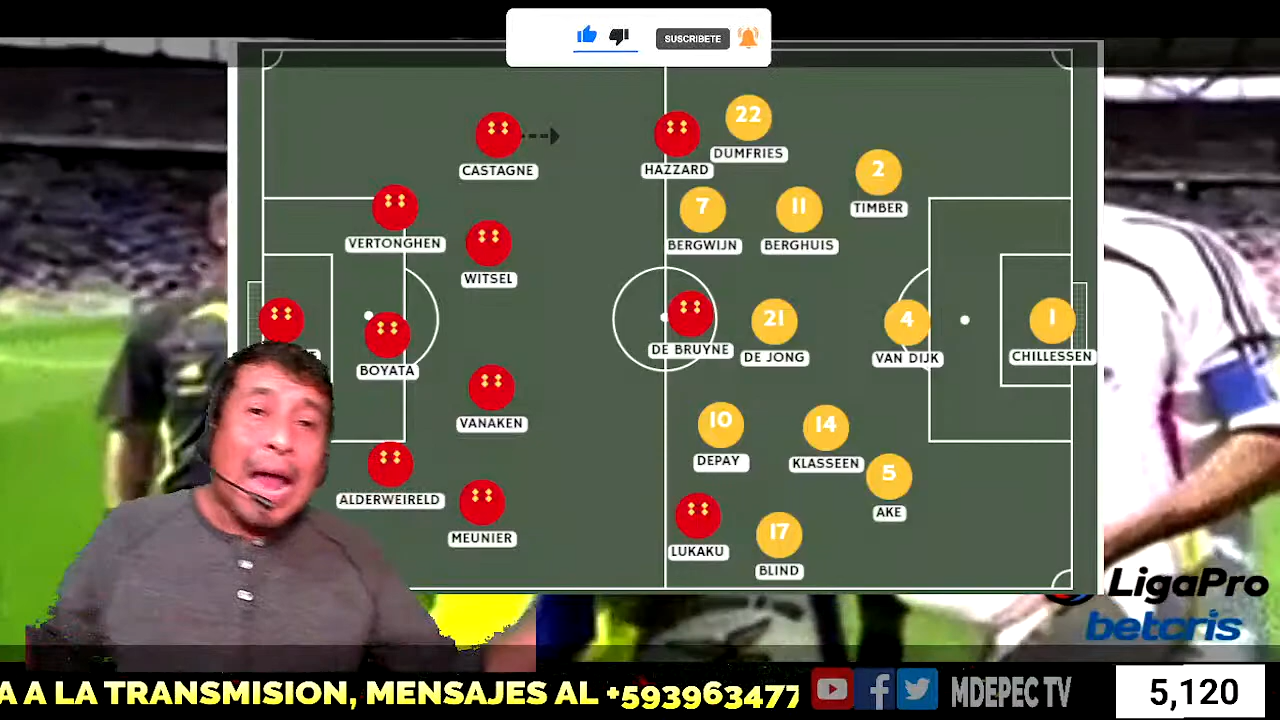 SUSCRIBETE
22
DUMFRIES
CASTAGNE
HAZZARD
2
TIMBER
VERTONGHEN
7
BERGWIJN
11
BERGHUIS
WITSEL
BOYATA
DE BRUYNE
21
DE JONG
4
VAN DIJK
1
CHILLESSEN
VANAKEN
10
DEPAY
14
KLASSEEN
ALDERWEIRELD
5
AKE
MEUNIER
LUKAKU
17
BLIND
LigaPro
betcris
A A LA TRANSMISION, MENSAJES AL +593963477
MDEPEC TV
5,120